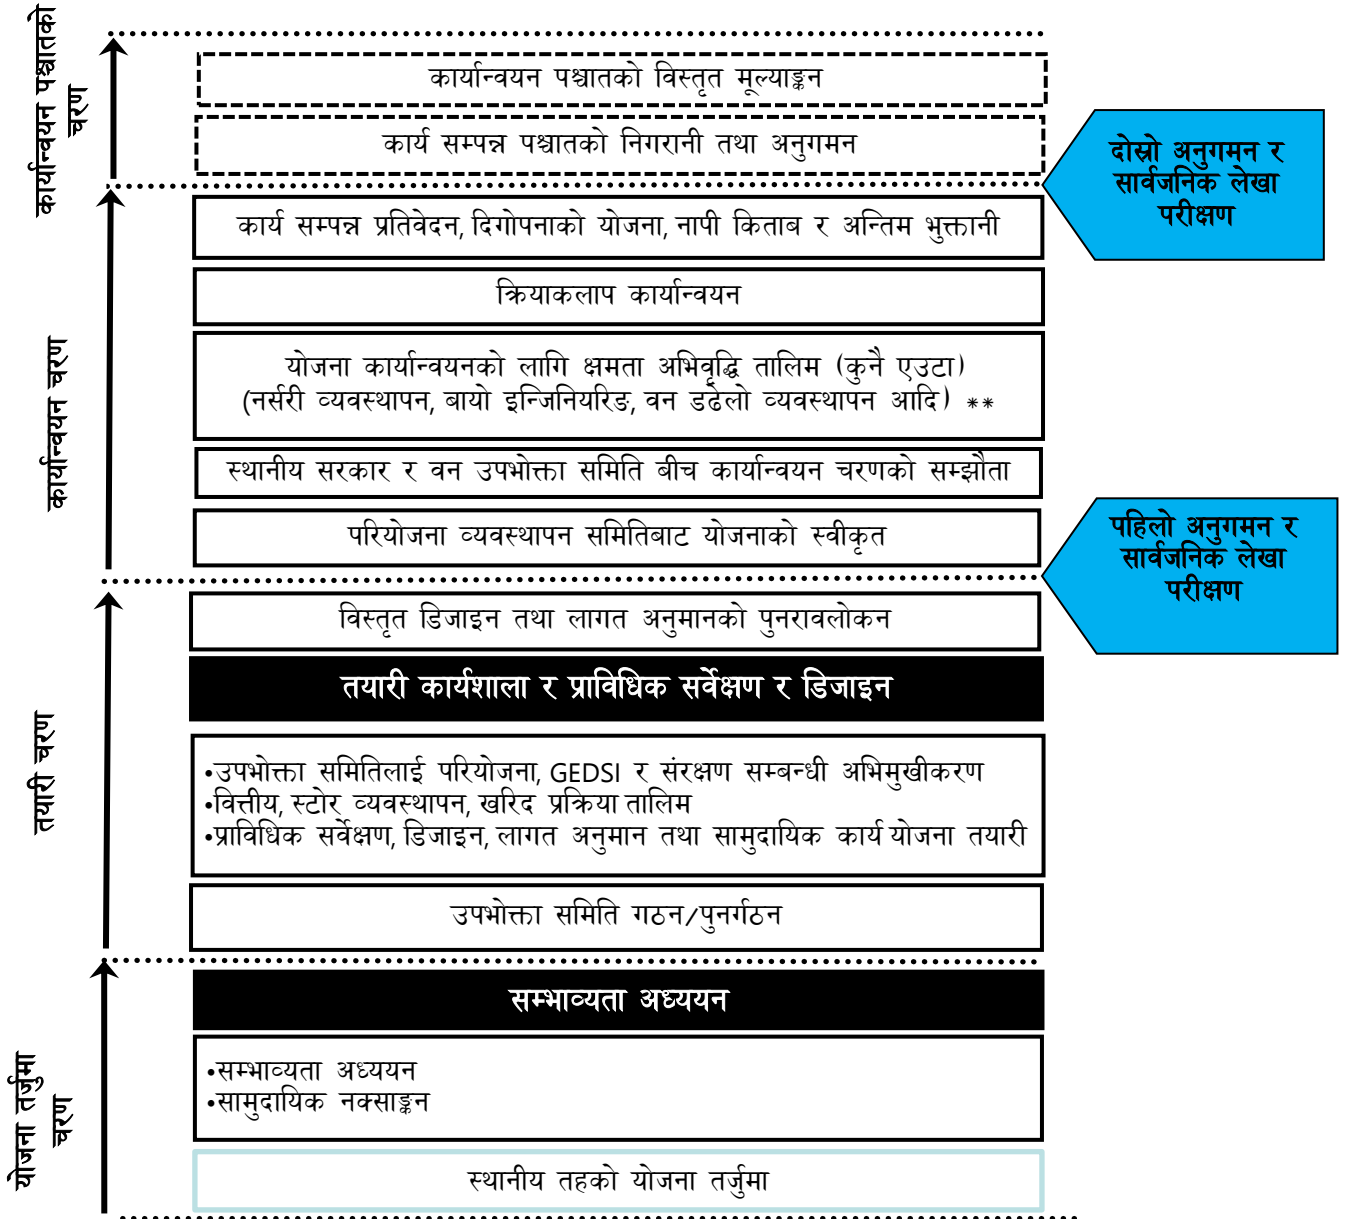 कार्यान्वयन पश्चातको
चरण
कार्यान्वयन पश्चातको विस्तृत मूल्याङ्कन
कार्य सम्पन्न पश्चातको निगरानी तथा अनुगमन
दोस्रो अनुगमन र
सार्वजनिक लेखा
परीक्षण
कार्यान्वयन चरण
कार्य सम्पन्न प्रतिवेदन, दिगोपनाको योजना, नापी किताब र अन्तिम भुक्तानी
क्रियाकलाप कार्यान्वयन
योजना कार्यान्वयनको लागि क्षमता अभिवृद्धि तालिम (कुनै एउटा)
(नर्सरी व्यवस्थापन, बायो इन्जिनियरिङ, वन डढेलो व्यवस्थापन आदि) **
स्थानीय सरकार र वन उपभोक्ता समिति बीच कार्यान्वयन चरणको सम्झौता
परियोजना व्यवस्थापन समितिबाट योजनाको स्वीकृत
पहिलो अनुगमन र
सार्वजनिक लेखा
परीक्षण
तयारी चरण
विस्तृत डिजाइन तथा लागत अनुमानको पुनरावलोकन
तयारी कार्यशाला र प्राविधिक सर्वेक्षण र डिजाइन
•उपभोक्ता समितिलाई परियोजना, GEDSI र संरक्षण सम्बन्धी अभिमुखीकरण
•वित्तीय, स्टोर व्यवस्थापन, खरिद प्रक्रिया तालिम
•प्राविधिक सर्वेक्षण, डिजाइन, लागत अनुमान तथा सामुदायिक कार्य योजना तयारी
उपभोक्ता समिति गठन/पुनर्गठन
योजना तर्जुमा
चरण
सम्भाव्यता अध्ययन
•सम्भाव्यता अध्ययन
•सामुदायिक नक्साङ्कन
स्थानीय तहको योजना तर्जुमा